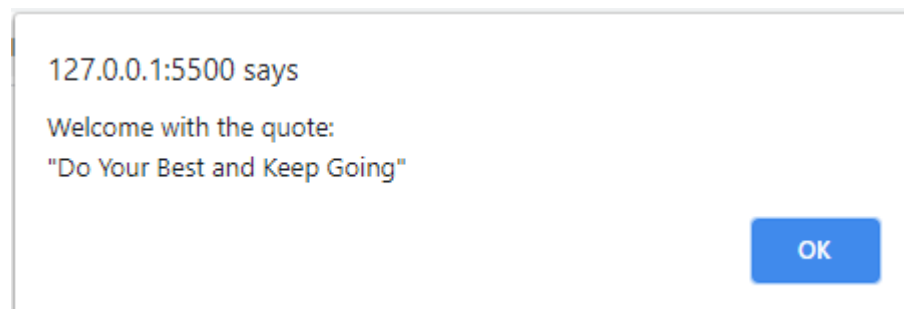 127.0.0.1:5500 says
Welcome with the quote:
"Do Your Best and Keep Going"
OK